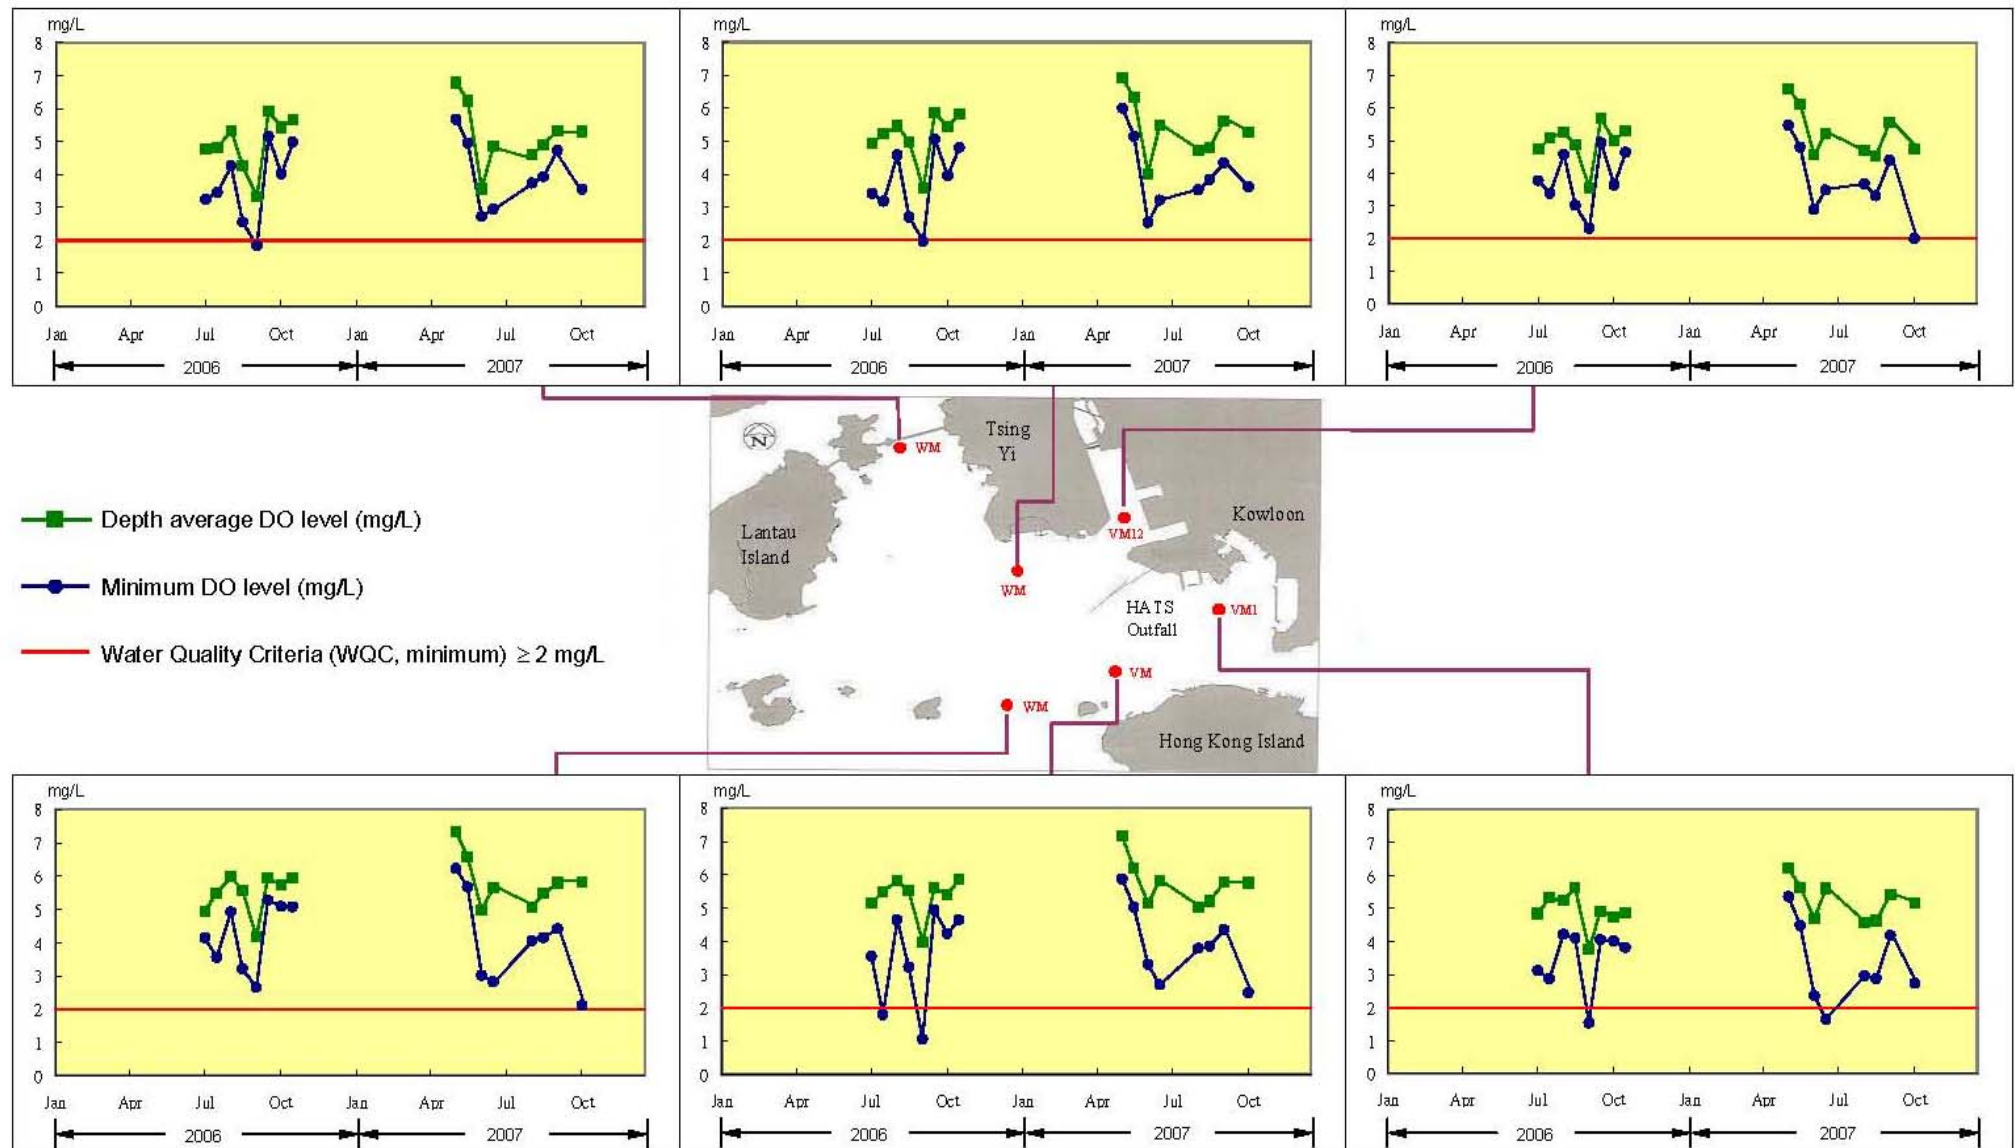 mg/L
8
7
6
5
4
3
2
1
0
Jan Apr Jul Oct Jan Apr Jul Oct
2006 2007
mg/L
8
7
6
5
4
3
2
1
0
Jan Apr Jul Oct Jan Apr Jul Oct
2006 2007
mg/L
8
7
6
5
4
3
2
1
0
Jan Apr Jul Oct Jan Apr Jul Oct
2006 2007
Depth average DO level (mg/L)
Minimum DO level (mg/L)
Water Quality Criteria (WQC, minimum) ≥ 2 mg/L
N
WM
Tsing
Yi
Lantau
Island
Kowloon
VM12
WM
HATS
Outfall
VM1
VM
WM
Hong Kong Island
mg/L
8
7
6
5
4
3
2
1
0
Jan Apr Jul Oct Jan Apr Jul Oct
2006 2007
mg/L
8
7
6
5
4
3
2
1
0
Jan Apr Jul Oct Jan Apr Jul Oct
2006 2007
mg/L
8
7
6
5
4
3
2
1
0
Jan Apr Jul Oct Jan Apr Jul Oct
2006 2007